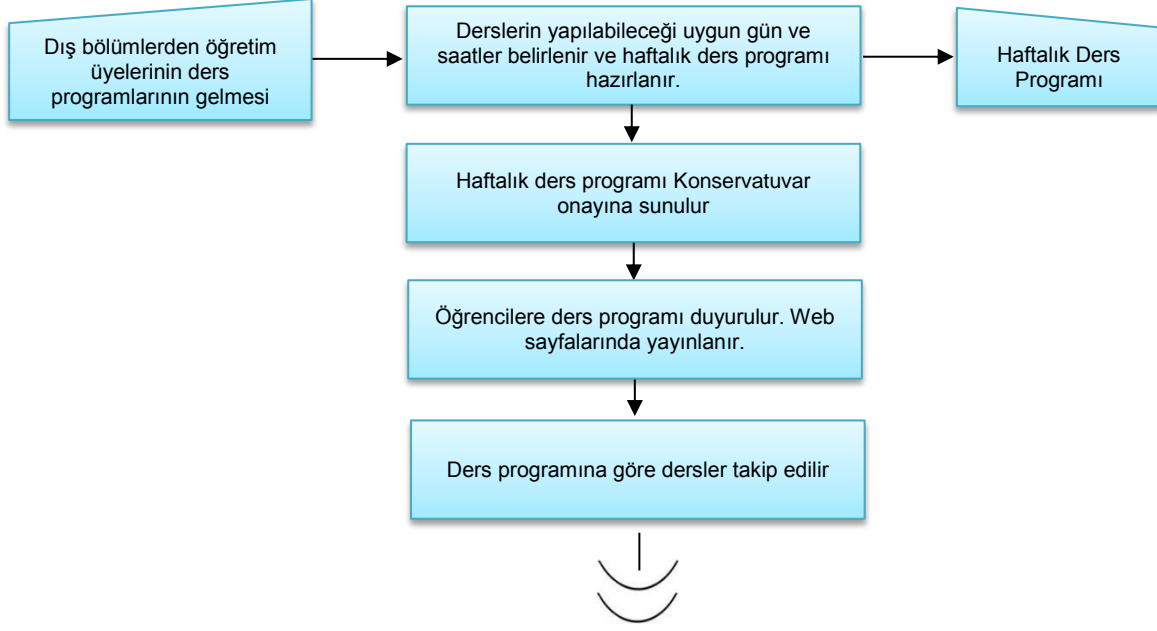 Dış bölümlerden öğretim
üyelerinin ders
programlarının gelmesi
Derslerin yapılabileceği uygun gün ve
saatler belirlenir ve haftalık ders programı
hazırlanır.
Haftalık Ders
Programı
Haftalık ders programı Konservatuvar
onayına sunulur
Öğrencilere ders programı duyurulur. Web
sayfalarında yayınlanır.
Ders programına göre dersler takip edilir